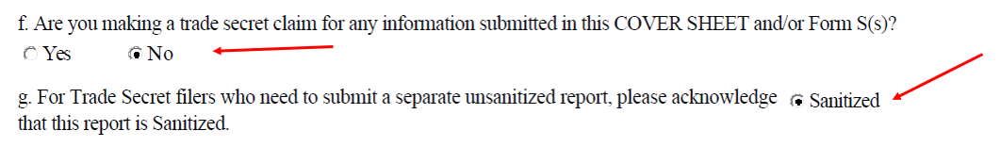 f. Are you making a trade secret claim for any information submitted in this COVER SHEET and/or Form S(s)?
Yes No
g. For Trade Secret filers who need to submit a separate unsanitized report, please acknowledge Sanitized
that this report is Sanitized.